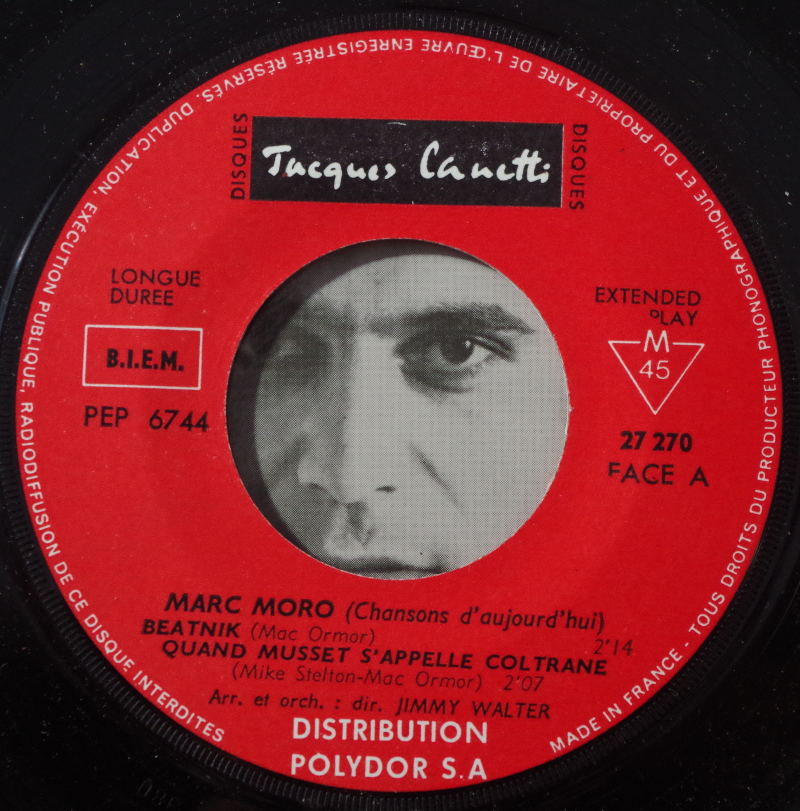 DUPLICATION, EXÉCUTION PUBLIQUE, RADIODIFFUSION DE CE DISQUE INTERDITES
MADE IN FRANCE - TOUS DROITS DU PRODUCTEUR PHONOGRAPHIQUE ET DU PROPRIETAIRE DE L'ŒUVRE ENREGISTRÉE RÉSERVÉS.
DISQUES
Jacques Canetti
DISQUES
LONGUE
DUREE
B.I.E.M.
PEP 6744
EXTENDED
PLAY
M
45
27 270
FACE A
MARC MORO (Chansons d'aujourd'hui)
BEATNIK (Mac Ormor) 2'14
QUAND MUSSET S'APPELLE COLTRANE
(Mike Stelton-Mac Ormor) 2'07
Arr. et orch. : dir. JIMMY WALTER
DISTRIBUTION
POLYDOR S.A